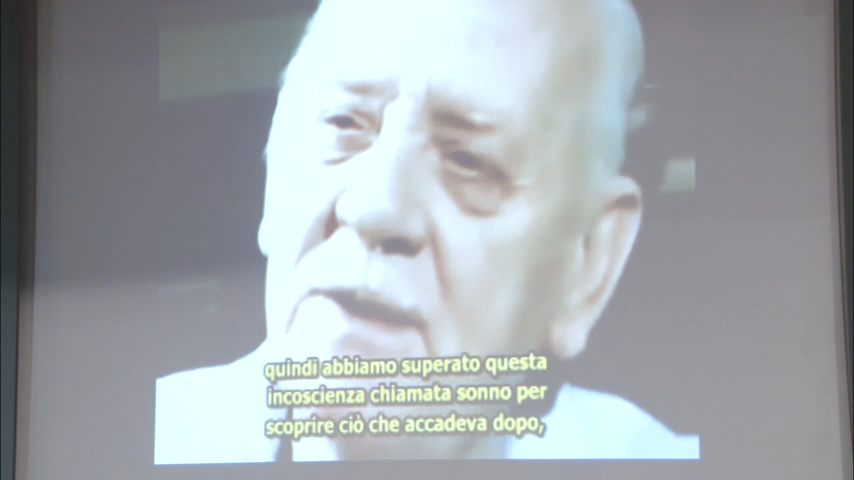 quindi abbiamo superato questa
incoscienza chiamata sonno per
scoprire ciò che accadeva dopo,